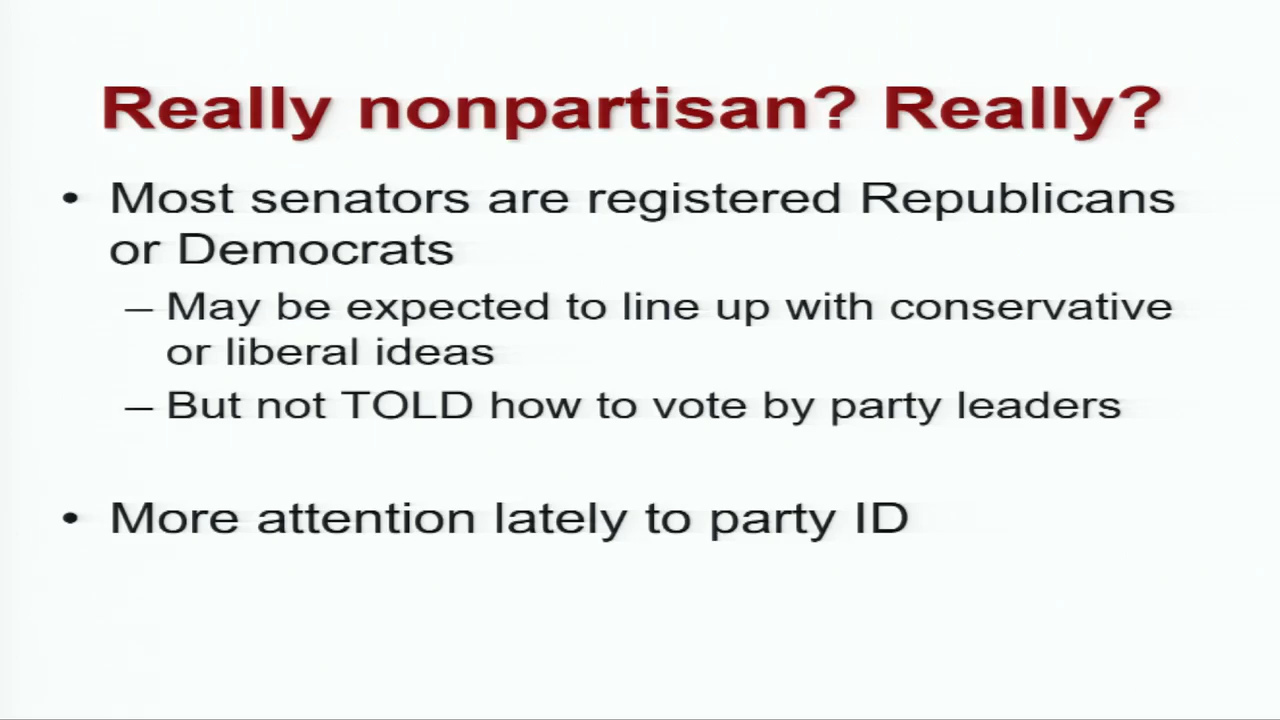 Really nonpartisan? Really?
• Most senators are registered Republicans
or Democrats
– May be expected to line up with conservative
or liberal ideas
– But not TOLD how to vote by party leaders
• More attention lately to party ID